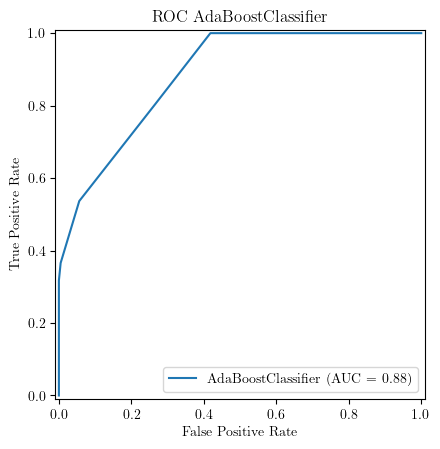 ROC AdaBoostClassifier
1.0
0.8
0.6
0.4
0.2
0.0
True Positive Rate
AdaBoostClassifier (AUC = 0.88)
0.0 0.2 0.4 0.6 0.8 1.0
False Positive Rate